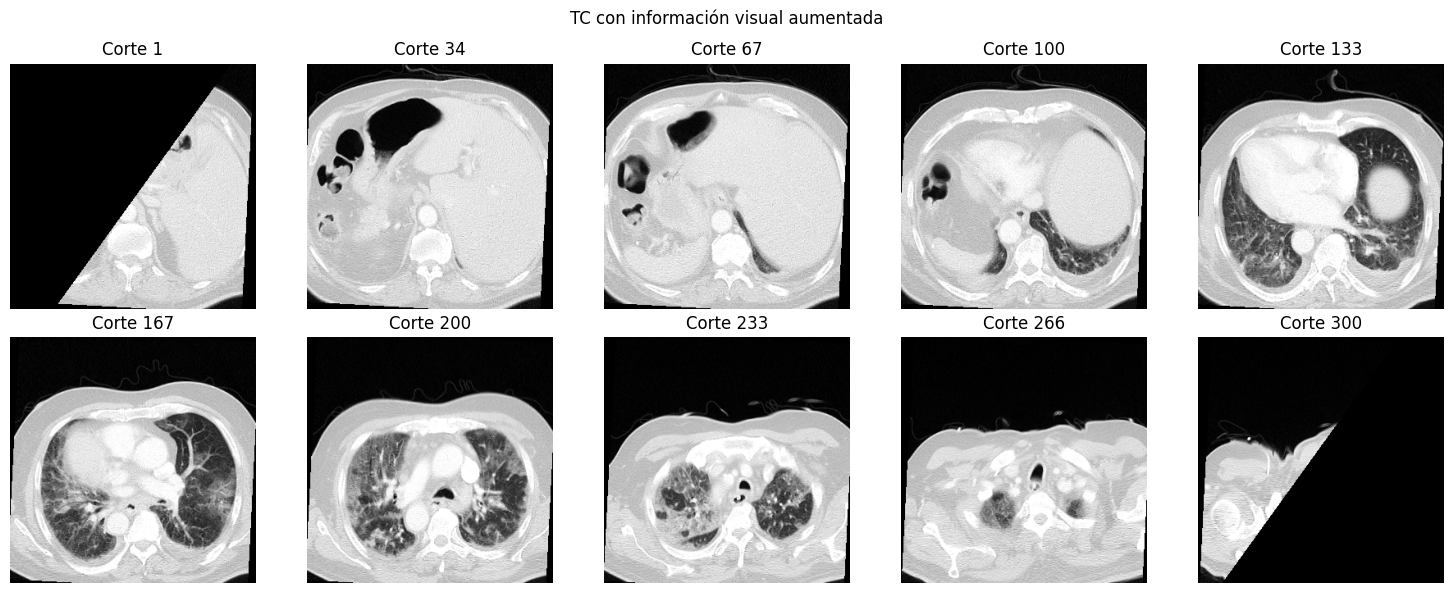 TC con información visual aumentada
Corte 1
Corte 34
Corte 67
Corte 100
Corte 133
Corte 167
Corte 200
Corte 233
Corte 266
Corte 300